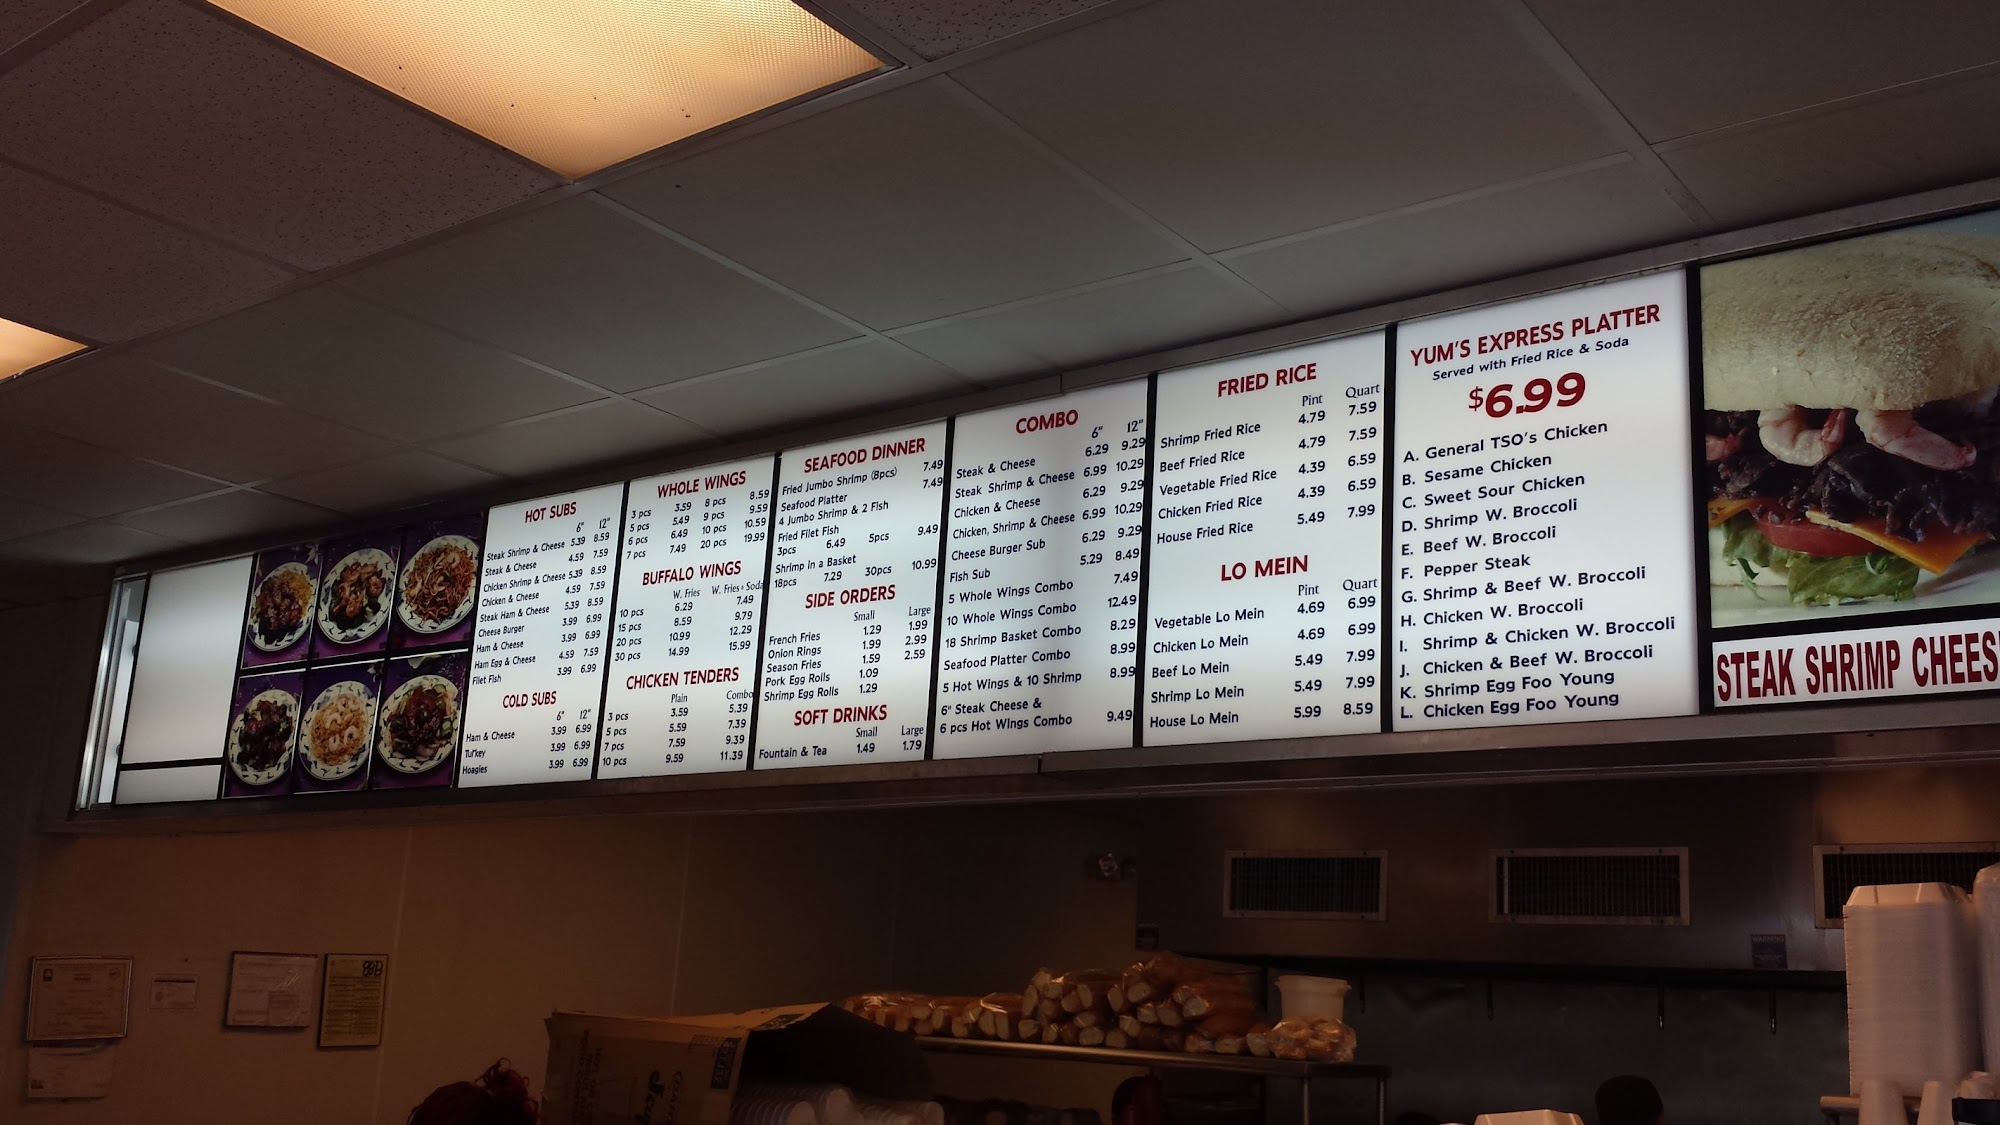 HOT SUBS
6" 12"
Steak Shrimp & Cheese 5.39 8.59
Steak & Cheese 4.59 7.59
Chicken Shrimp & Cheese 5.39 8.59
Chicken & Cheese 4.59 7.59
Steak Ham & Cheese 5.39 8.59
Cheese Burger 3.99 6.99
Ham & Cheese 3.99 6.99
Ham Egg & Cheese 4.59 7.59
Filet Fish 3.99 6.99
COLD SUBS
6" 12"
Ham & Cheese 3.99 6.99
Turkey 3.99 6.99
Hoagies 3.99 6.99
WHOLE WINGS
3 pcs 3.59 8 pcs 8.59
5 pcs 5.49 9 pcs 9.59
6 pcs 6.49 10 pcs 10.59
7 pcs 7.49 20 pcs 19.99
BUFFALO WINGS
W. Fries W. Fries & Soda
10 pcs 6.29 7.49
15 pcs 8.59 9.79
20 pcs 10.99 12.29
30 pcs 14.99 15.99
CHICKEN TENDERS
Plain Combo
3 pcs 3.59 5.39
5 pcs 5.59 7.39
7 pcs 7.59 9.39
10 pcs 9.59 11.39
SEAFOOD DINNER
Fried Jumbo Shrimp (8pcs) 7.49
Seafood Platter 7.49
4 Jumbo Shrimp & 2 Fish
Fried Filet Fish
3pcs 6.49 5pcs 9.49
Shrimp In a Basket
18pcs 7.29 30pcs 10.99
SIDE ORDERS
Small Large
French Fries 1.29 1.99
Onion Rings 1.99 2.99
Season Fries 1.59 2.59
Pork Egg Rolls 1.09
Shrimp Egg Rolls 1.29
SOFT DRINKS
Small Large
Fountain & Tea 1.49 1.79
COMBO
6" 12"
Steak & Cheese 6.29 9.29
Steak Shrimp & Cheese 6.99 10.29
Chicken & Cheese 6.29 9.29
Chicken, Shrimp & Cheese 6.99 10.29
Cheese Burger Sub 6.29 9.29
Fish Sub 5.29 8.49
5 Whole Wings Combo 7.49
10 Whole Wings Combo 12.49
18 Shrimp Basket Combo 8.29
Seafood Platter Combo 8.99
5 Hot Wings & 10 Shrimp 8.99
6" Steak Cheese &
6 pcs Hot Wings Combo 9.49
FRIED RICE
Pint Quart
Shrimp Fried Rice 4.79 7.59
Beef Fried Rice 4.79 7.59
Vegetable Fried Rice 4.39 6.59
Chicken Fried Rice 4.39 6.59
House Fried Rice 5.49 7.99
LO MEIN
Pint Quart
Vegetable Lo Mein 4.69 6.99
Chicken Lo Mein 4.69 6.99
Beef Lo Mein 5.49 7.99
Shrimp Lo Mein 5.49 7.99
House Lo Mein 5.99 8.59
YUM'S EXPRESS PLATTER
Served with Fried Rice & Soda
$6.99
A. General TSO's Chicken
B. Sesame Chicken
C. Sweet Sour Chicken
D. Shrimp W. Broccoli
E. Beef W. Broccoli
F. Pepper Steak
G. Shrimp & Beef W. Broccoli
H. Chicken W. Broccoli
I. Shrimp & Chicken W. Broccoli
J. Chicken & Beef W. Broccoli
K. Shrimp Egg Foo Young
L. Chicken Egg Foo Young
STEAK SHRIMP CHEES